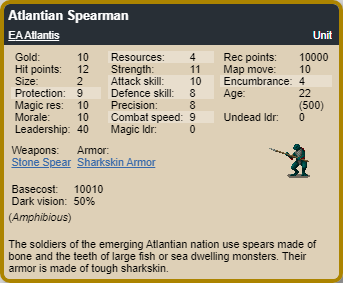 Atlantian Spearman
EA Atlantis Unit
Gold: 10 Resources: 4 Rec points: 10000
Hit points: 12 Strength: 11 Map move: 10
Size: 2 Attack skill: 10 Encumbrance: 4
Protection: 9 Defence skill: 8 Age: 22
Magic res: 10 Precision: 8 (500)
Morale: 10 Combat speed: 9 Undead ldr: 0
Leadership: 40 Magic ldr: 0
Weapons: Armor:
Stone Spear Sharkskin Armor
Basecost: 10010
Dark vision: 50%
(Amphibious)
The soldiers of the emerging Atlantian nation use spears made of
bone and the teeth of large fish or sea dwelling monsters. Their
armor is made of tough sharkskin.